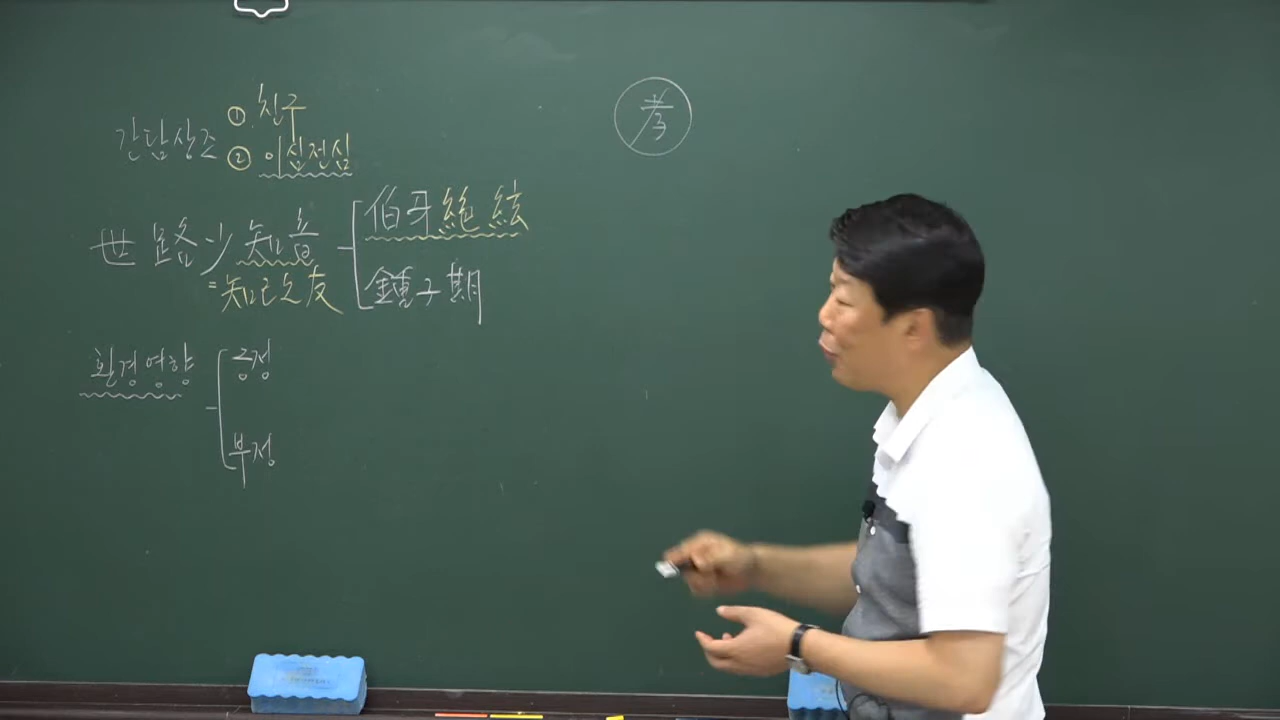 간담상조
① 친구
② 이심전심
世路少知音
伯牙絶絃
=知己之友
鍾子期
환경영향
긍정
부정
孝